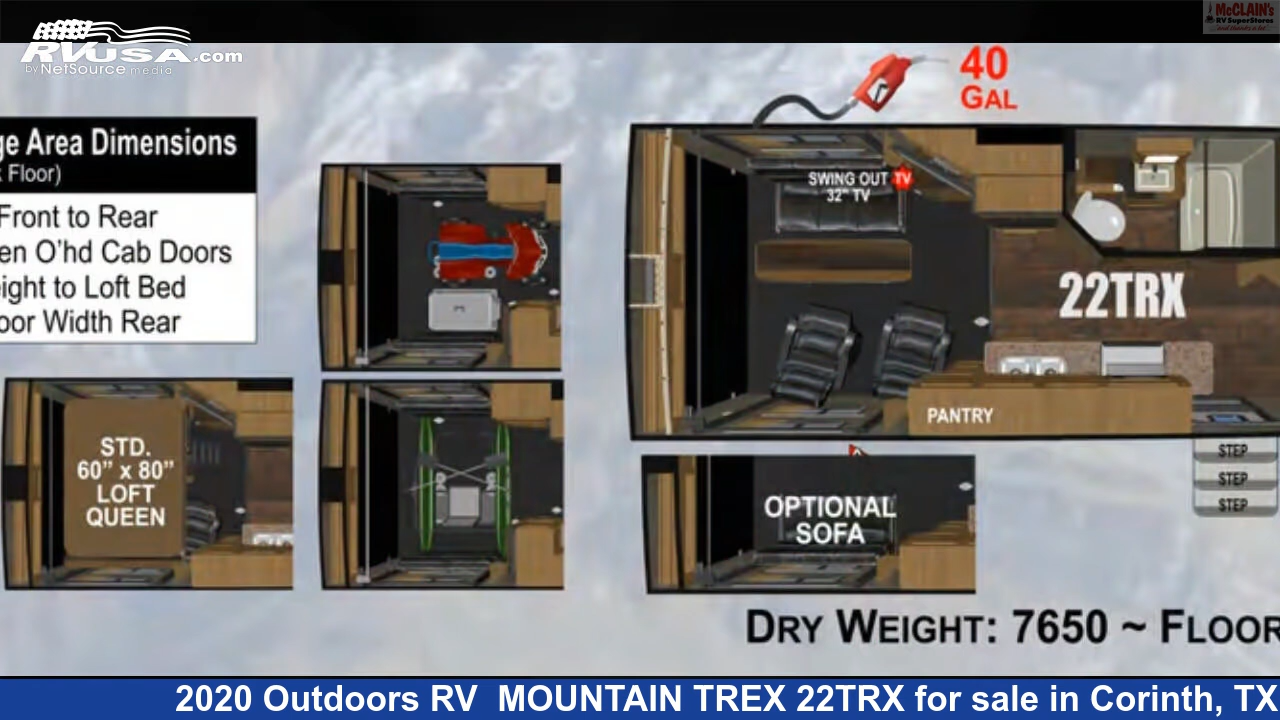 RVUSA.com
by NetSource media
McCLAIN's
RV SuperStores
40
GAL
ge Area Dimensions
k Floor)
Front to Rear
en O'hd Cab Doors
eight to Loft Bed
oor Width Rear
SWING OUT TV
32" TV
22TRX
PANTRY
STEP
STEP
STEP
STD.
60" x 80"
LOFT
QUEEN
OPTIONAL
SOFA
DRY WEIGHT: 7650 ~ FLOOR
2020 Outdoors RV MOUNTAIN TREX 22TRX for sale in Corinth, TX